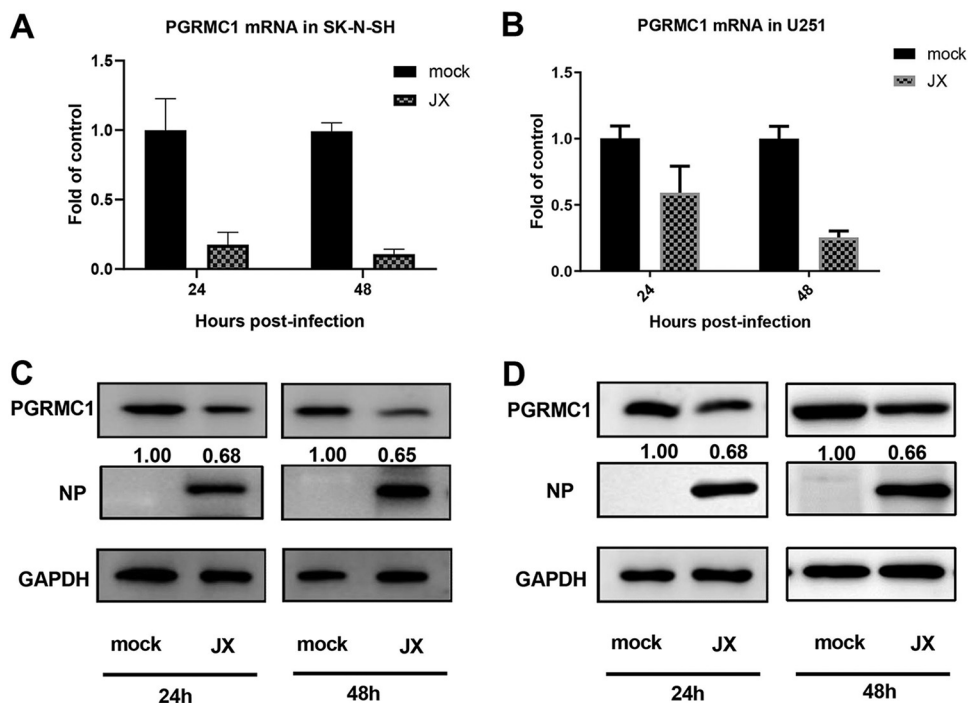 A
PGRMC1 mRNA in SK-N-SH
mock
JX
Fold of control
1.5
1.0
0.5
0.0
24
48
Hours post-infection
B
PGRMC1 mRNA in U251
mock
JX
Fold of control
1.5
1.0
0.5
0.0
24
48
Hours post-infection
C
PGRMC1
1.00 0.68 1.00 0.65
NP
GAPDH
mock JX mock JX
24h 48h
D
PGRMC1
1.00 0.68 1.00 0.66
NP
GAPDH
mock JX mock JX
24h 48h